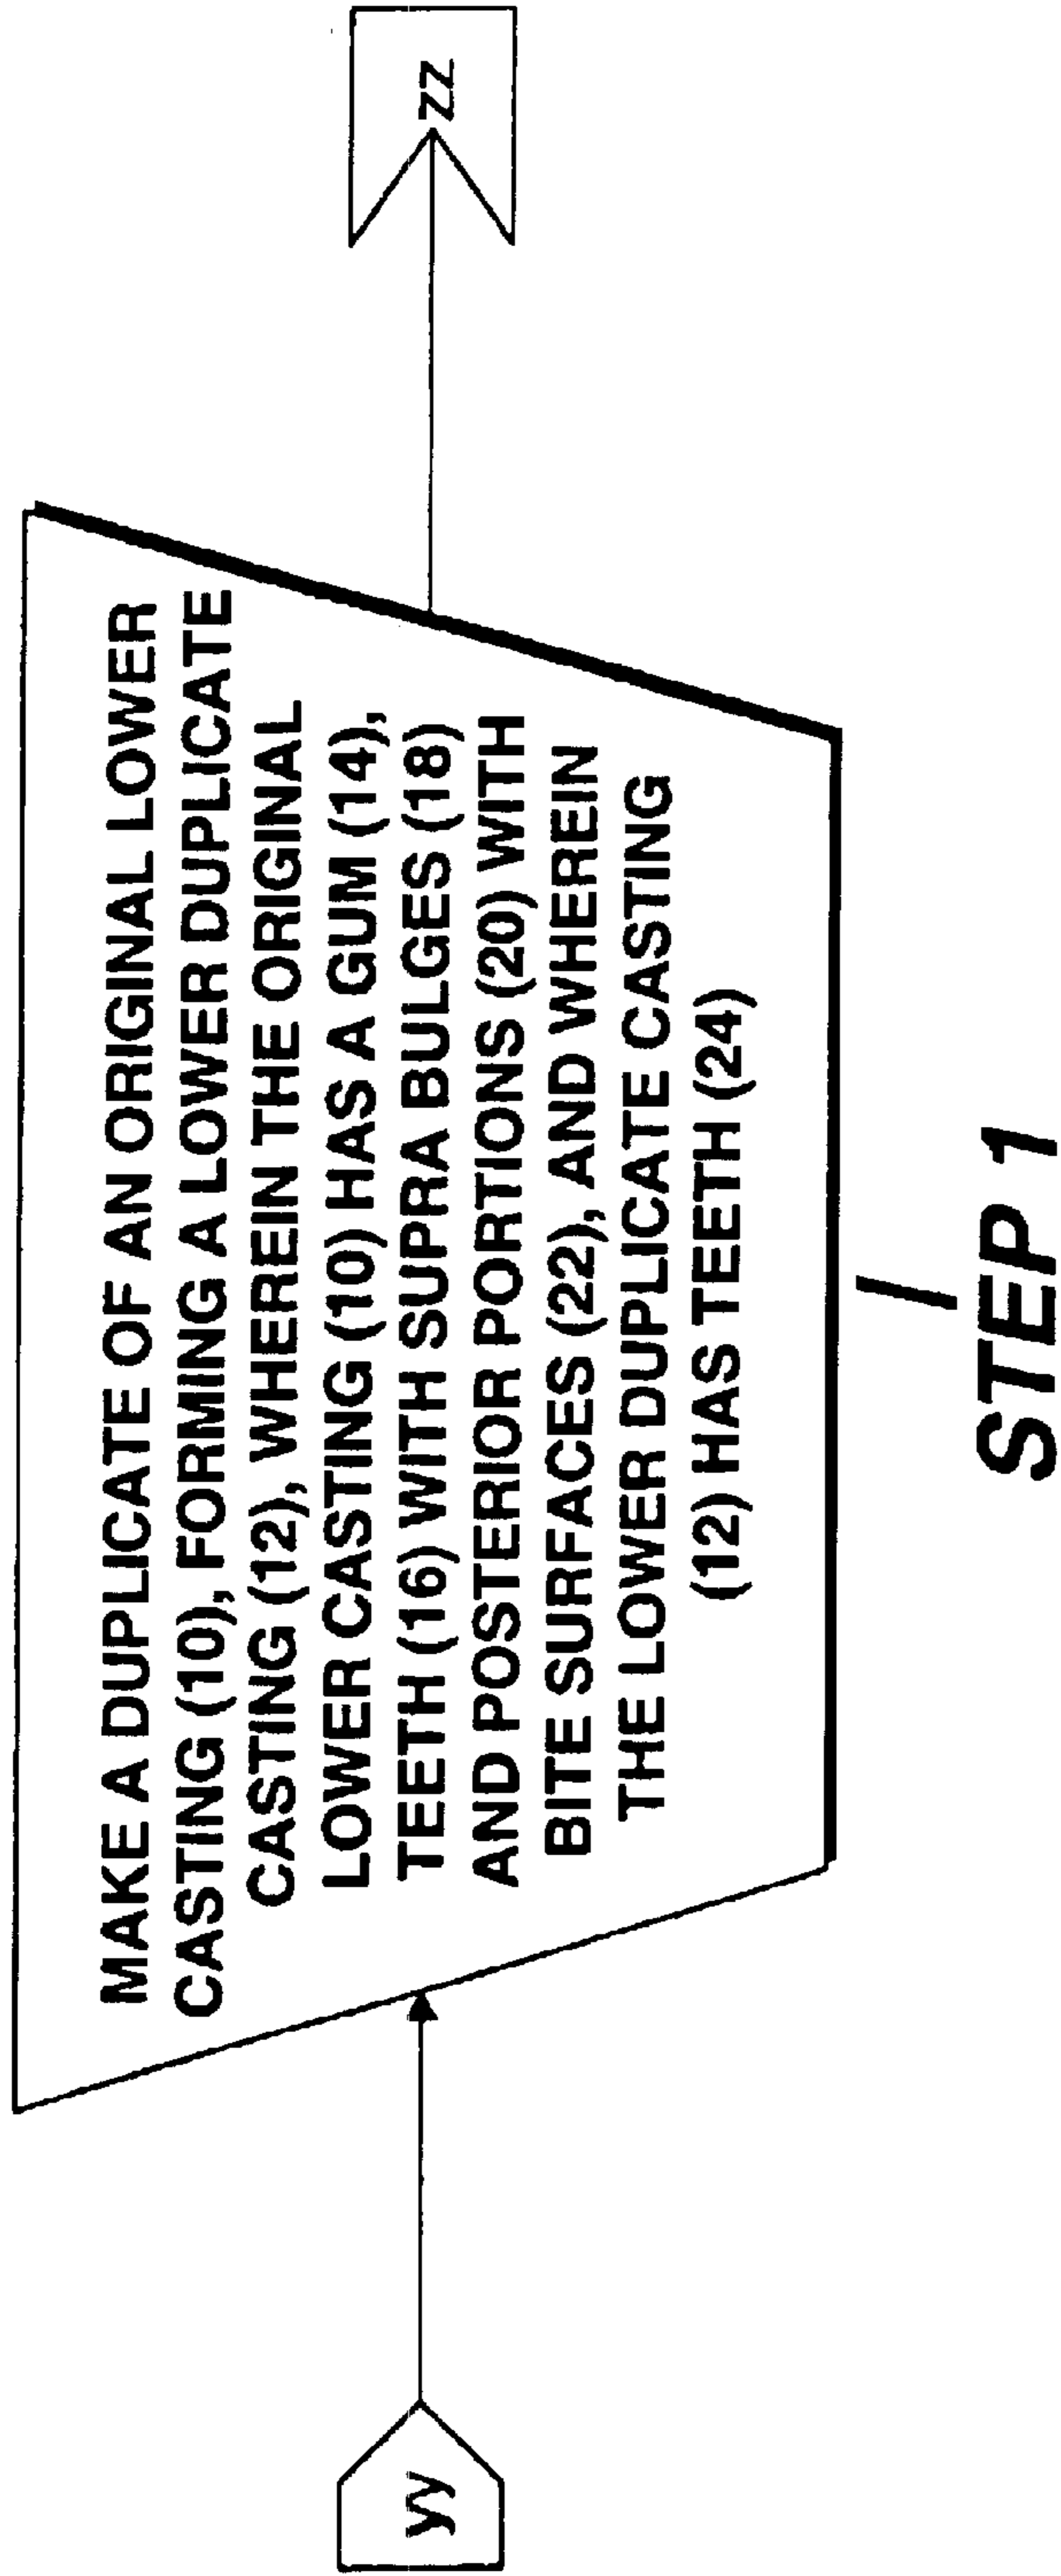 yy
MAKE A DUPLICATE OF AN ORIGINAL LOWER
CASTING (10), FORMING A LOWER DUPLICATE
CASTING (12), WHEREIN THE ORIGINAL
LOWER CASTING (10) HAS A GUM (14),
TEETH (16) WITH SUPRA BULGES (18)
AND POSTERIOR PORTIONS (20) WITH
BITE SURFACES (22), AND WHEREIN
THE LOWER DUPLICATE CASTING
(12) HAS TEETH (24)
zz
STEP 1